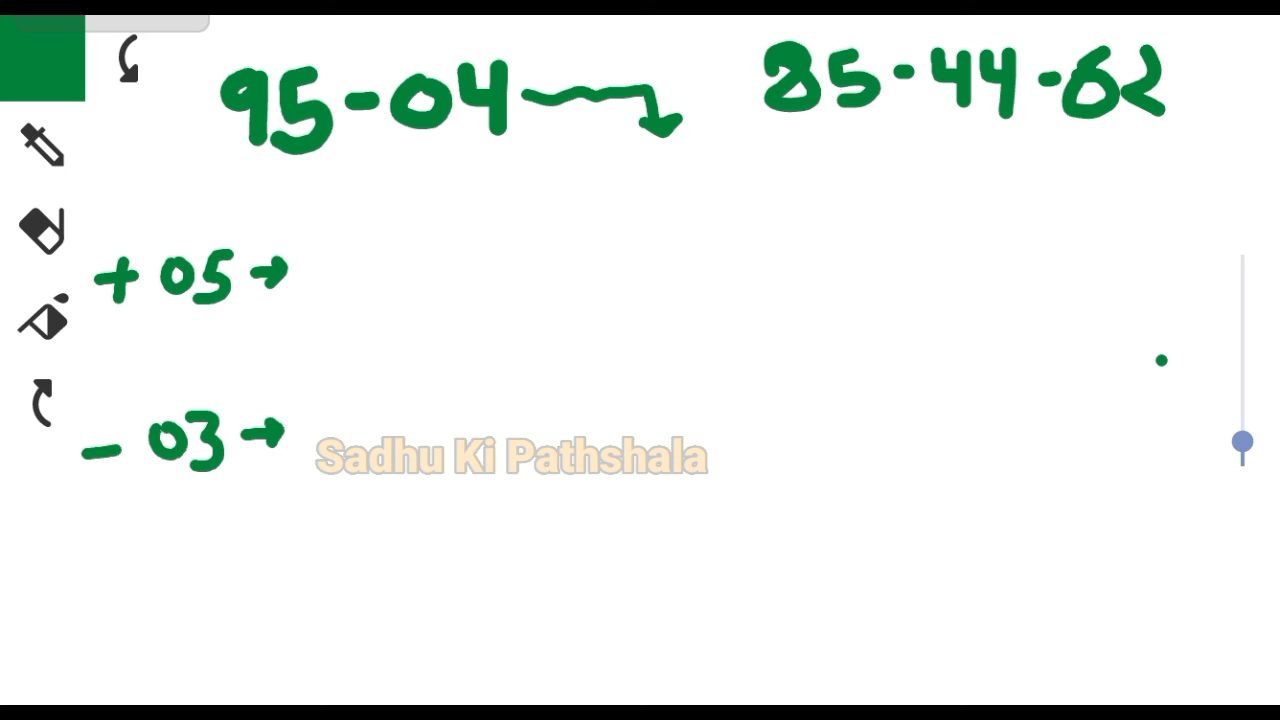 95-04 85-44-62
+ 05 →
- 03 →
Sadhu Ki Pathshala